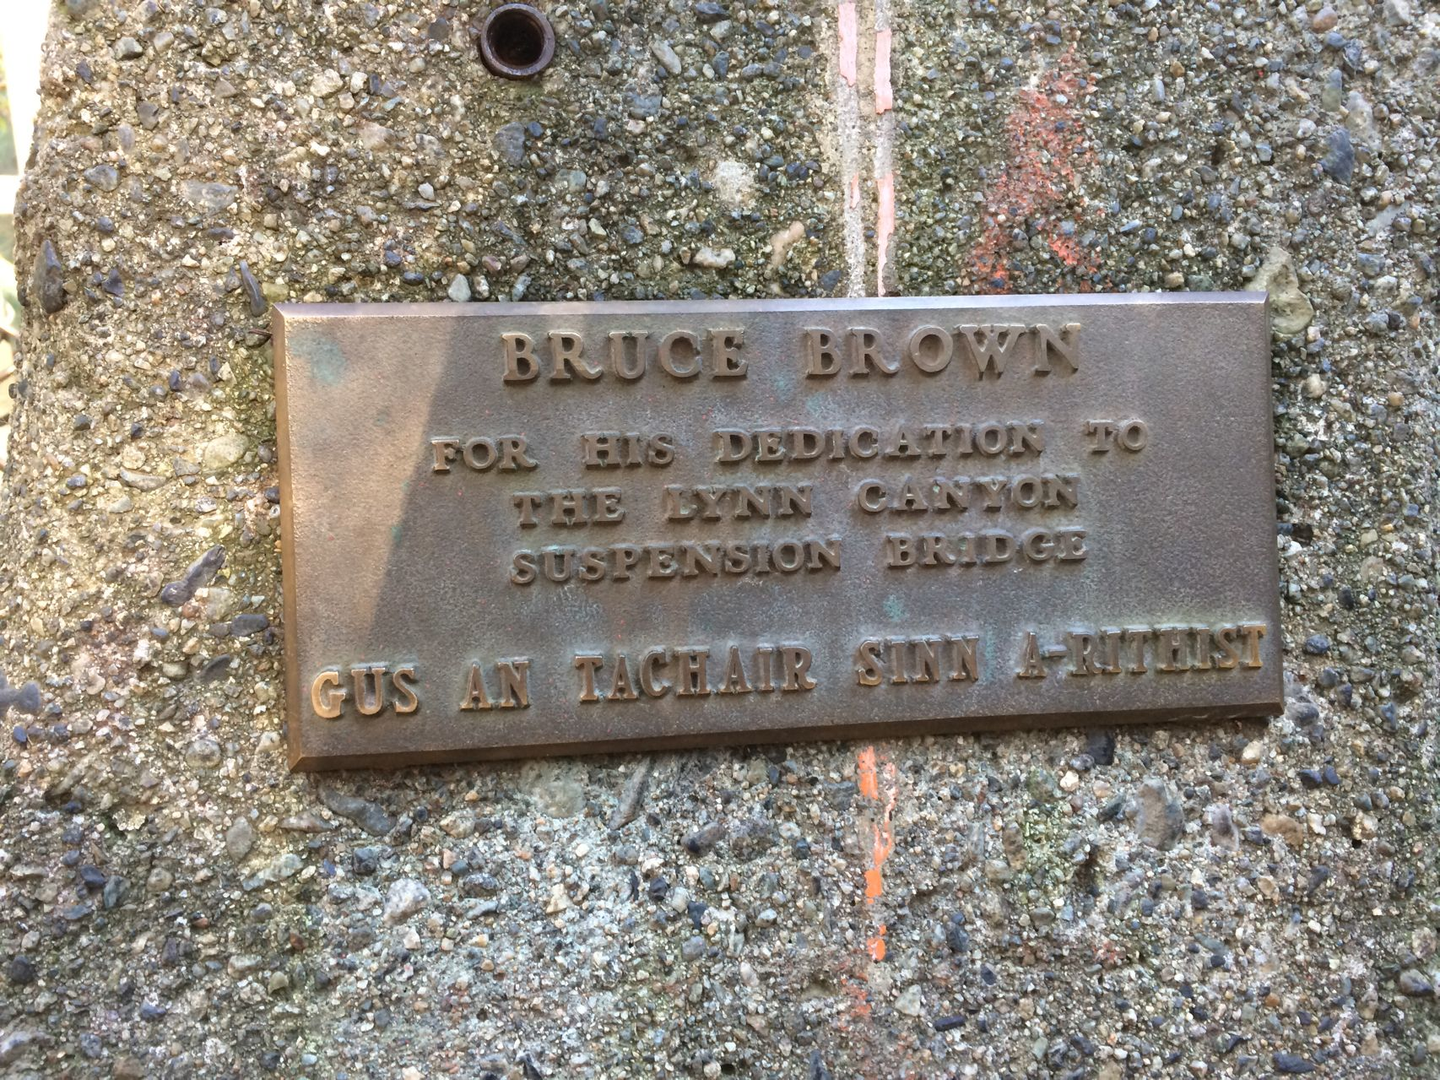 BRUCE BROWN
FOR HIS DEDICATION TO
THE LYNN CANYON
SUSPENSION BRIDGE
GUS AN TACHAIR SINN A-RITHIST